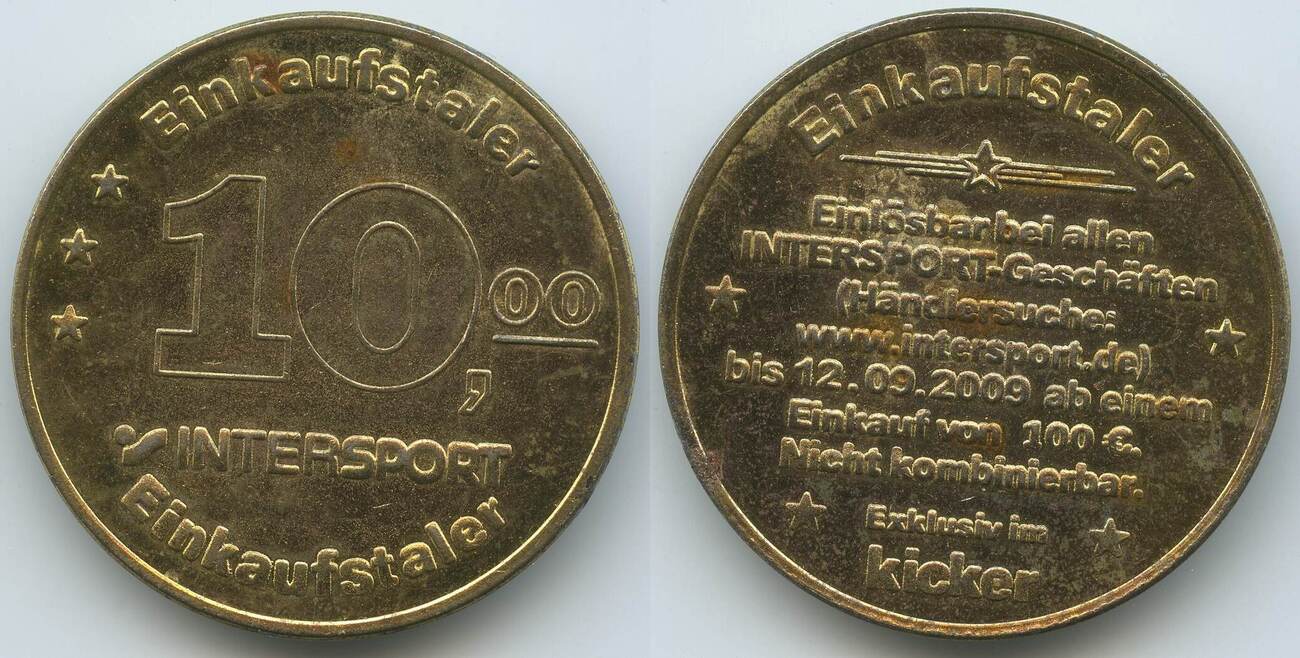 Einkaufstaler
10,00
INTERSPORT
Einkaufstaler
Einkaufstaler
Einlösbar bei allen
INTERSPORT-Geschäften
(Händlersuche:
www.intersport.de)
bis 12.09.2009 ab einem
Einkauf von 100 €.
Nicht kombinierbar.
Exklusiv im
kicker